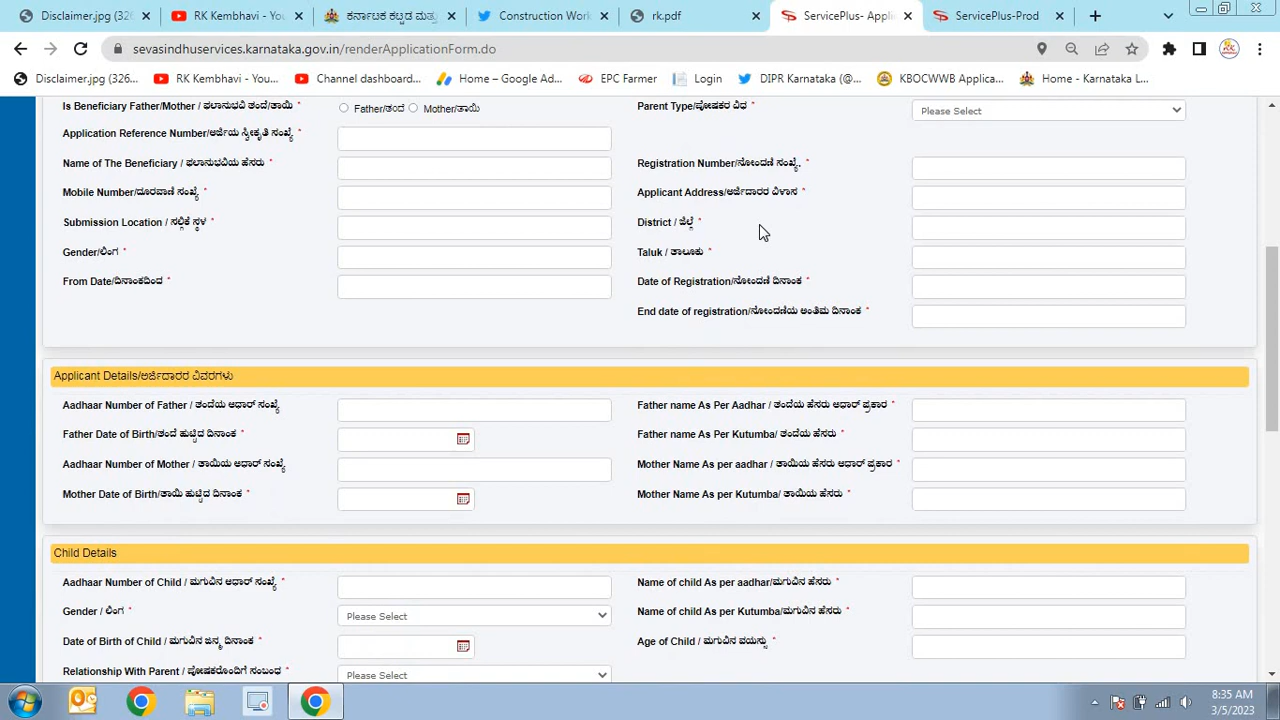 Disclaimer.jpg (326
RK Kembhavi - You
ಕರ್ನಾಟಕ ಕಟ್ಟಡ ಮತ್ತು
Construction Work
rk.pdf
ServicePlus- Appli
ServicePlus-Prod
sevasindhuservices.karnataka.gov.in/renderApplicationForm.do
Disclaimer.jpg (326...
RK Kembhavi - You...
Channel dashboard...
Home – Google Ad...
EPC Farmer
Login
DIPR Karnataka (@...
KBOCWWB Applica...
Home - Karnataka L...
Is Beneficiary Father/Mother / ಫಲಾನುಭವಿ ತಂದೆ/ತಾಯಿ *
Father/ತಂದೆ Mother/ತಾಯಿ
Parent Type/ಪೋಷಕರ ವಿಧ *
Please Select
Application Reference Number/ಅರ್ಜಿಯ ಸ್ವೀಕೃತಿ ಸಂಖ್ಯೆ *
Name of The Beneficiary / ಫಲಾನುಭವಿಯ ಹೆಸರು *
Registration Number/ನೋಂದಣಿ ಸಂಖ್ಯೆ. *
Mobile Number/ದೂರವಾಣಿ ಸಂಖ್ಯೆ *
Applicant Address/ಅರ್ಜಿದಾರರ ವಿಳಾಸ *
Submission Location / ಸಲ್ಲಿಕೆ ಸ್ಥಳ *
District / ಜಿಲ್ಲೆ *
Gender/ಲಿಂಗ *
Taluk / ತಾಲೂಕು *
From Date/ದಿನಾಂಕದಿಂದ *
Date of Registration/ನೋಂದಣಿ ದಿನಾಂಕ *
End date of registration/ನೋಂದಣಿಯ ಅಂತಿಮ ದಿನಾಂಕ *
Applicant Details/ಅರ್ಜಿದಾರರ ವಿವರಗಳು
Aadhaar Number of Father / ತಂದೆಯ ಆಧಾರ್ ಸಂಖ್ಯೆ
Father name As Per Aadhar / ತಂದೆಯ ಹೆಸರು ಆಧಾರ್ ಪ್ರಕಾರ *
Father Date of Birth/ತಂದೆ ಹುಟ್ಟಿದ ದಿನಾಂಕ *
Father name As Per Kutumba/ ತಂದೆಯ ಹೆಸರು *
Aadhaar Number of Mother / ತಾಯಿಯ ಆಧಾರ್ ಸಂಖ್ಯೆ
Mother Name As per aadhar / ತಾಯಿಯ ಹೆಸರು ಆಧಾರ್ ಪ್ರಕಾರ *
Mother Date of Birth/ತಾಯಿ ಹುಟ್ಟಿದ ದಿನಾಂಕ *
Mother Name As per Kutumba/ ತಾಯಿಯ ಹೆಸರು *
Child Details
Aadhaar Number of Child / ಮಗುವಿನ ಆಧಾರ್ ಸಂಖ್ಯೆ *
Name of child As per aadhar/ಮಗುವಿನ ಹೆಸರು *
Gender / ಲಿಂಗ *
Please Select
Name of child As per Kutumba/ಮಗುವಿನ ಹೆಸರು *
Date of Birth of Child / ಮಗುವಿನ ಜನ್ಮ ದಿನಾಂಕ *
Age of Child / ಮಗುವಿನ ವಯಸ್ಸು *
Relationship With Parent / ಪೋಷಕರೊಂದಿಗೆ ಸಂಬಂಧ *
Please Select
8:35 AM
3/5/2023